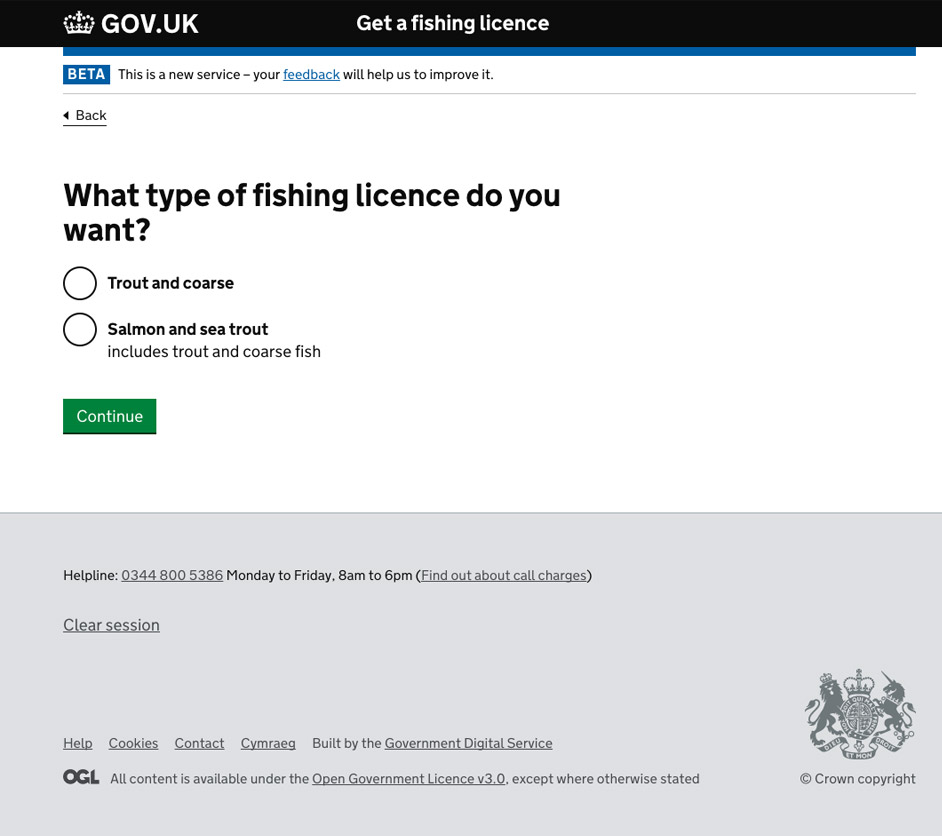 GOV.UK Get a fishing licence
BETA This is a new service – your feedback will help us to improve it.
Back
What type of fishing licence do you
want?
Trout and coarse
Salmon and sea trout
includes trout and coarse fish
Continue
Helpline: 0344 800 5386 Monday to Friday, 8am to 6pm (Find out about call charges)
Clear session
Help Cookies Contact Cymraeg Built by the Government Digital Service
OGL All content is available under the Open Government Licence v3.0, except where otherwise stated
© Crown copyright